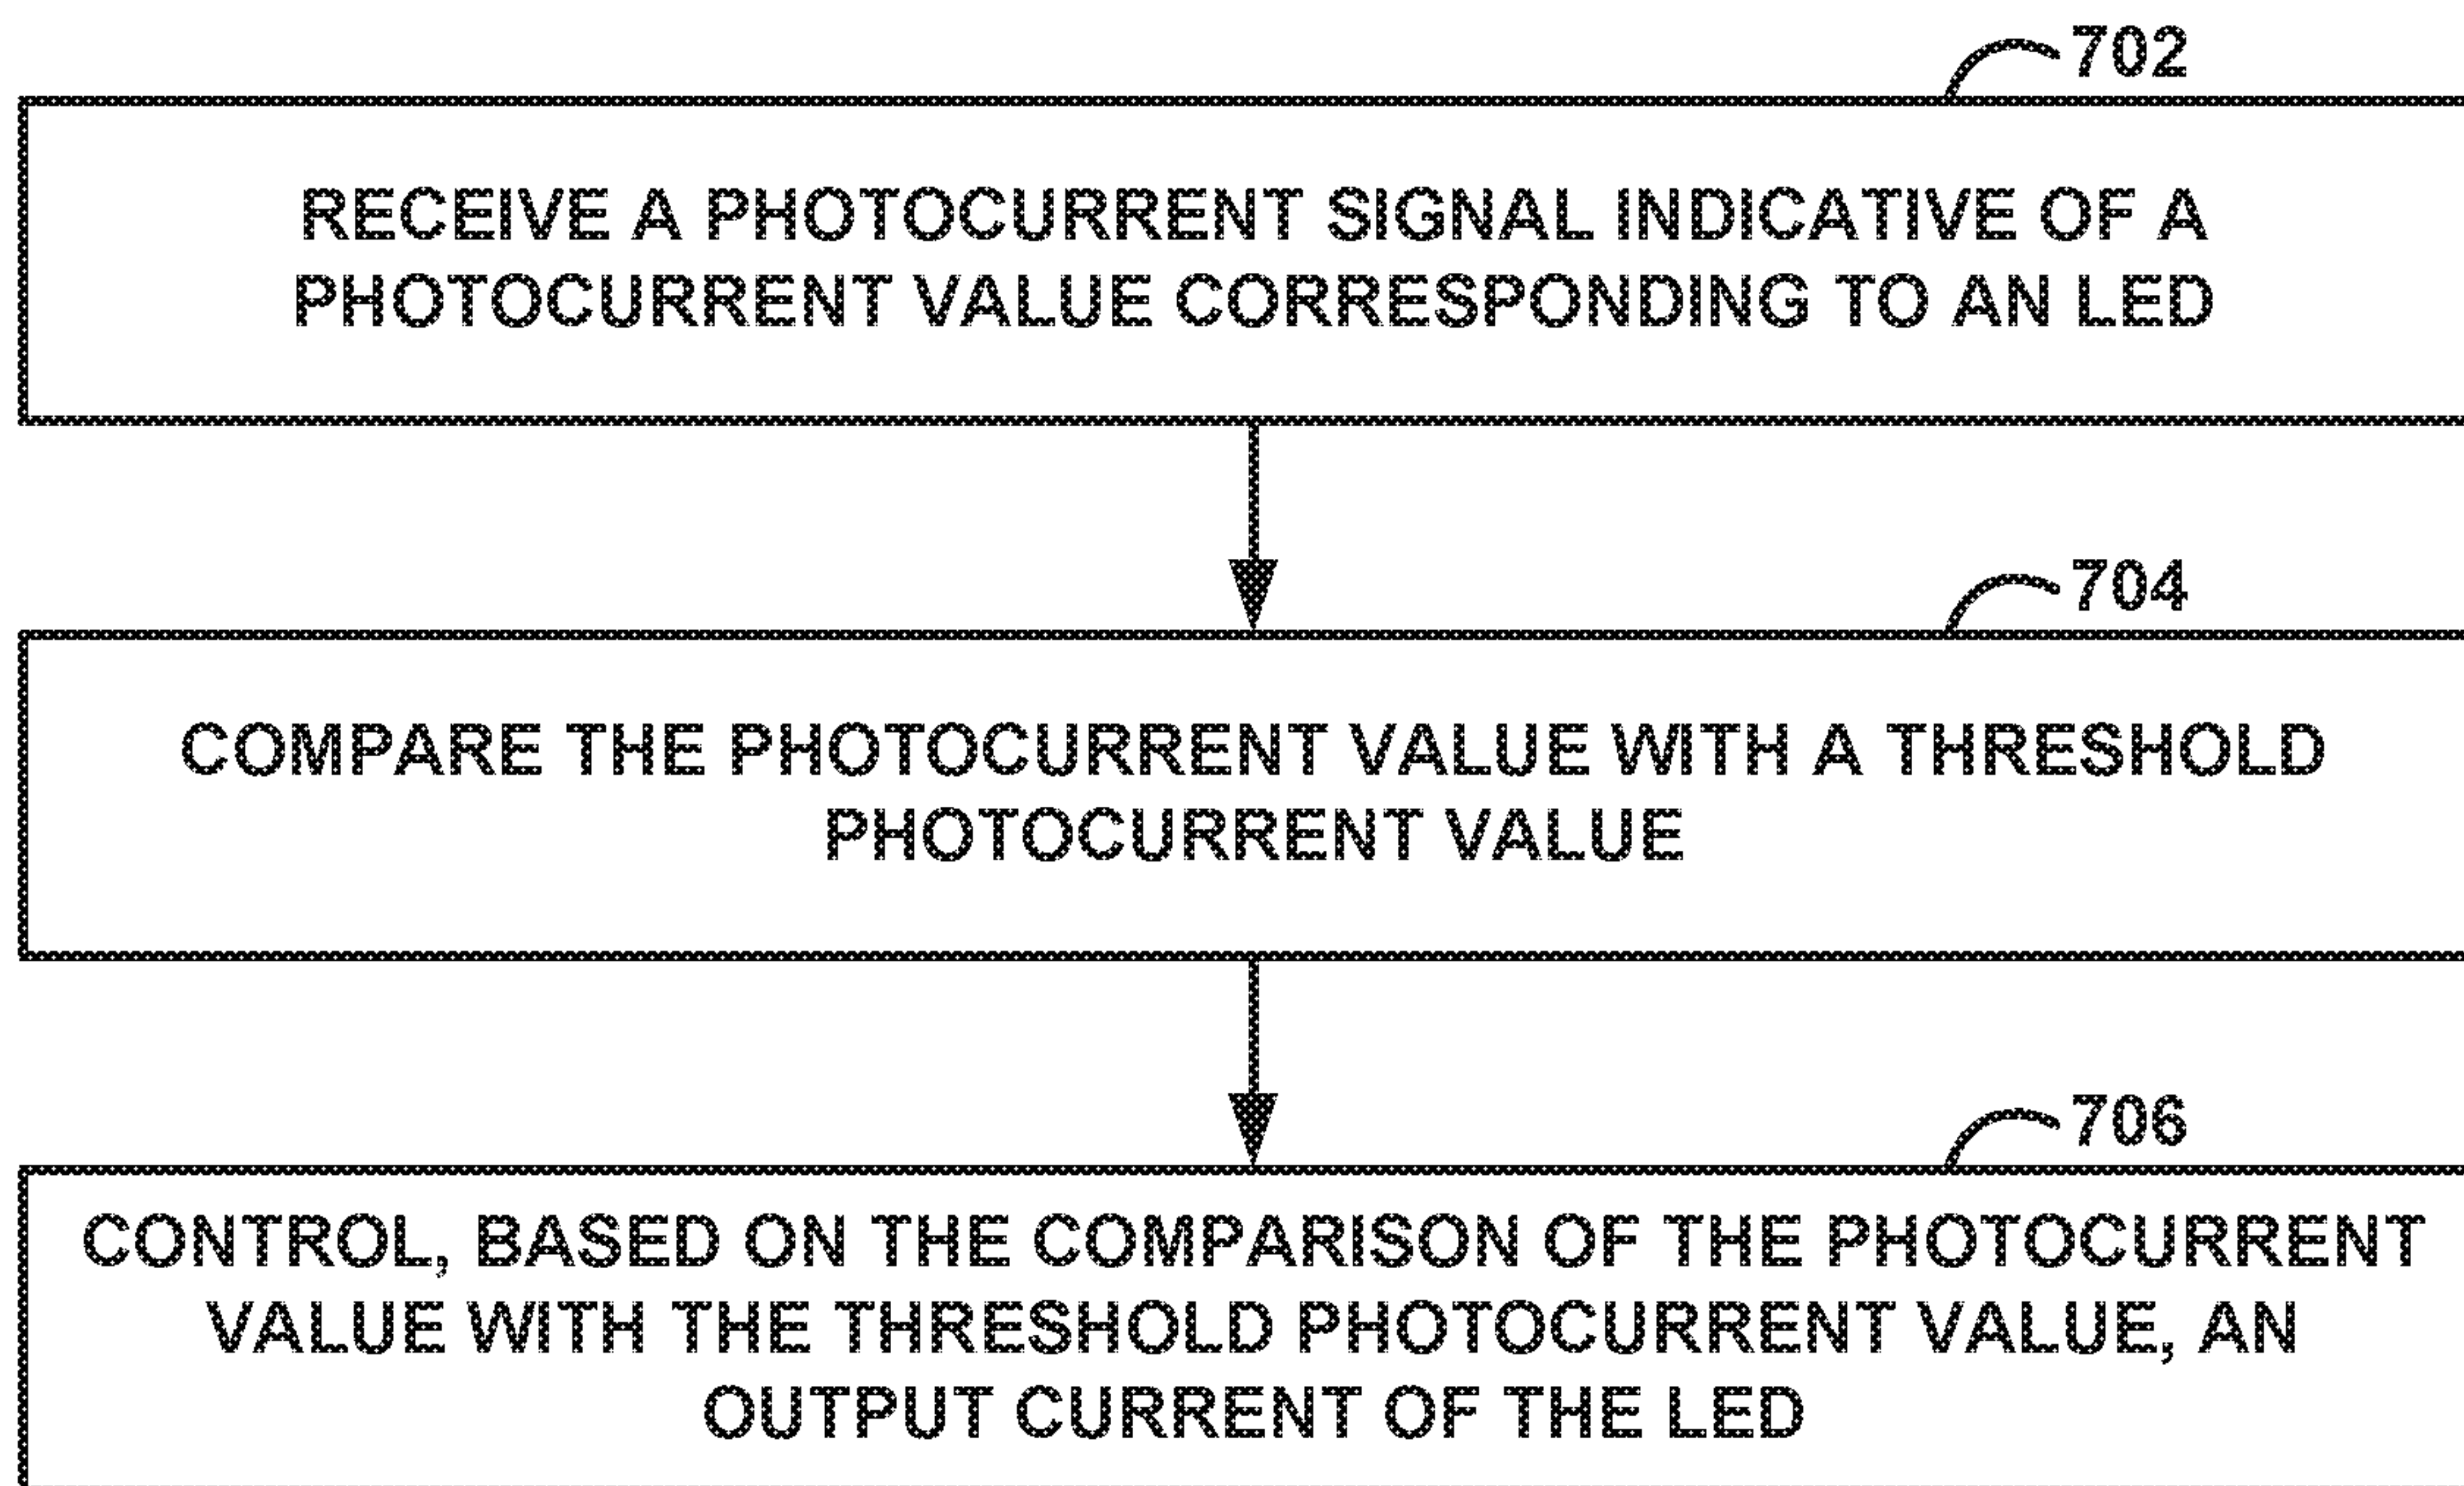 702
RECEIVE A PHOTOCURRENT SIGNAL INDICATIVE OF A
PHOTOCURRENT VALUE CORRESPONDING TO AN LED
704
COMPARE THE PHOTOCURRENT VALUE WITH A THRESHOLD
PHOTOCURRENT VALUE
706
CONTROL, BASED ON THE COMPARISON OF THE PHOTOCURRENT
VALUE WITH THE THRESHOLD PHOTOCURRENT VALUE, AN
OUTPUT CURRENT OF THE LED